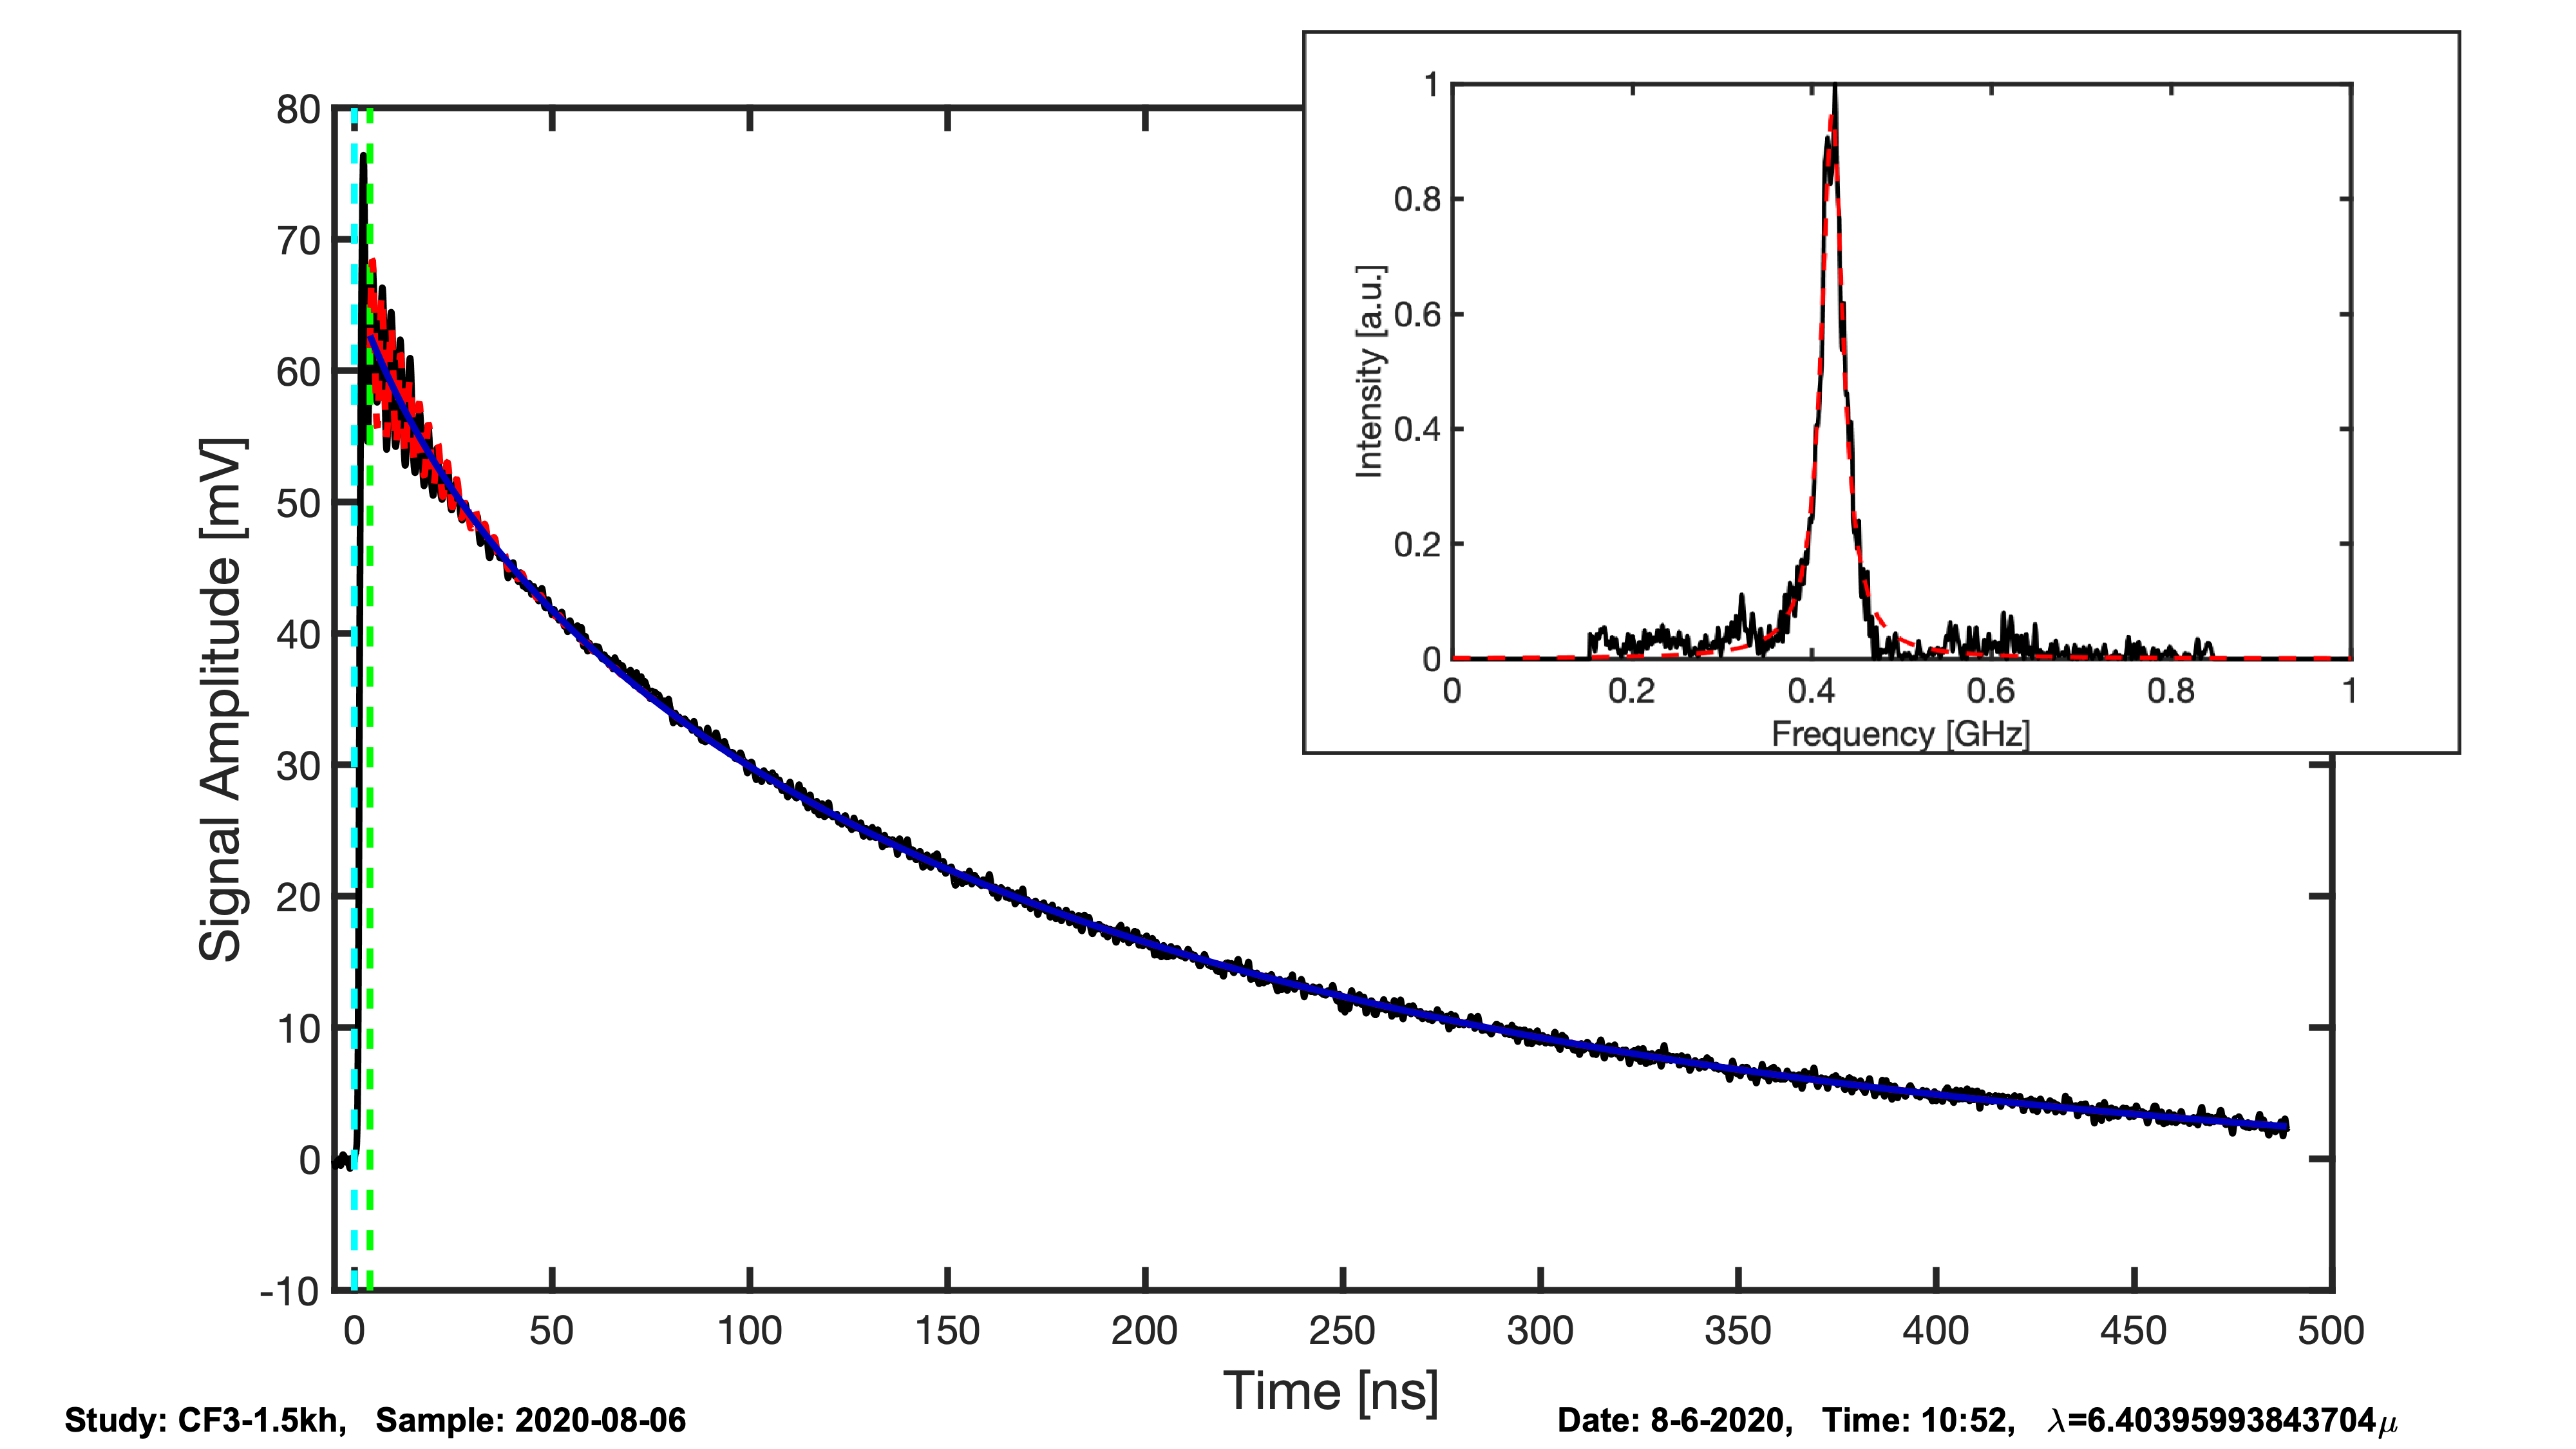 80
70
60
50
40
30
20
10
0
-10
Signal Amplitude [mV]
0 50 100 150 200 250 300 350 400 450 500
Time [ns]
1
0.8
0.6
0.4
0.2
0
Intensity [a.u.]
0 0.2 0.4 0.6 0.8 1
Frequency [GHz]
Study: CF3-1.5kh, Sample: 2020-08-06
Date: 8-6-2020, Time: 10:52, λ=6.40395993843704μ